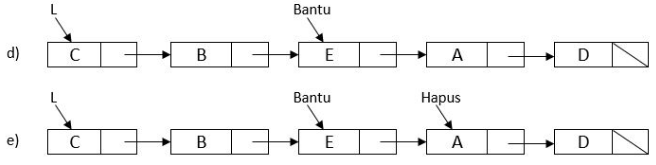 L Bantu
d) C B E A D
L Bantu Hapus
e) C B E A D